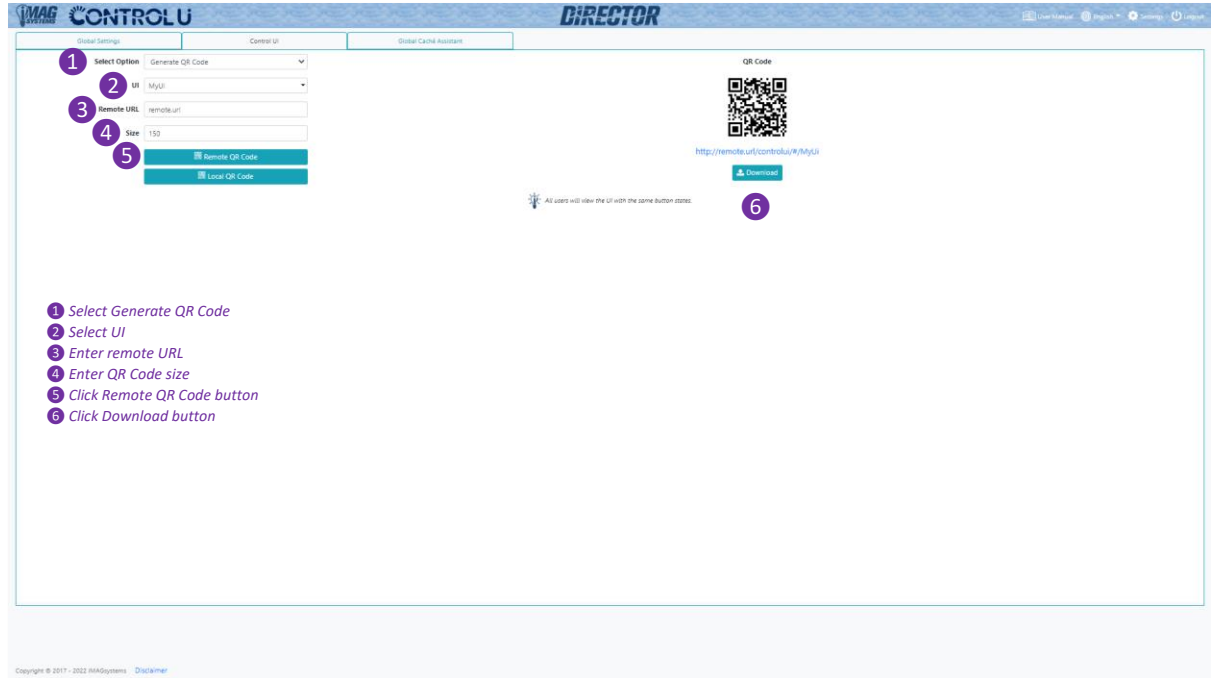 iMAG SYSTEMS CONTROL U DiRECTOR User Manual English Settings Logout
Global Settings Control UI Global Caché Assistant
1 Select Option Generate QR Code QR Code
2 UI MyUi
3 Remote URL remote.url
4 Size 150
5 Remote QR Code http://remote.url/controlui/#/MyUi
Local QR Code Download
All users will view the UI with the same button states. 6
1 Select Generate QR Code
2 Select UI
3 Enter remote URL
4 Enter QR Code size
5 Click Remote QR Code button
6 Click Download button
Copyright © 2017 - 2022 iMAGsystems Disclaimer